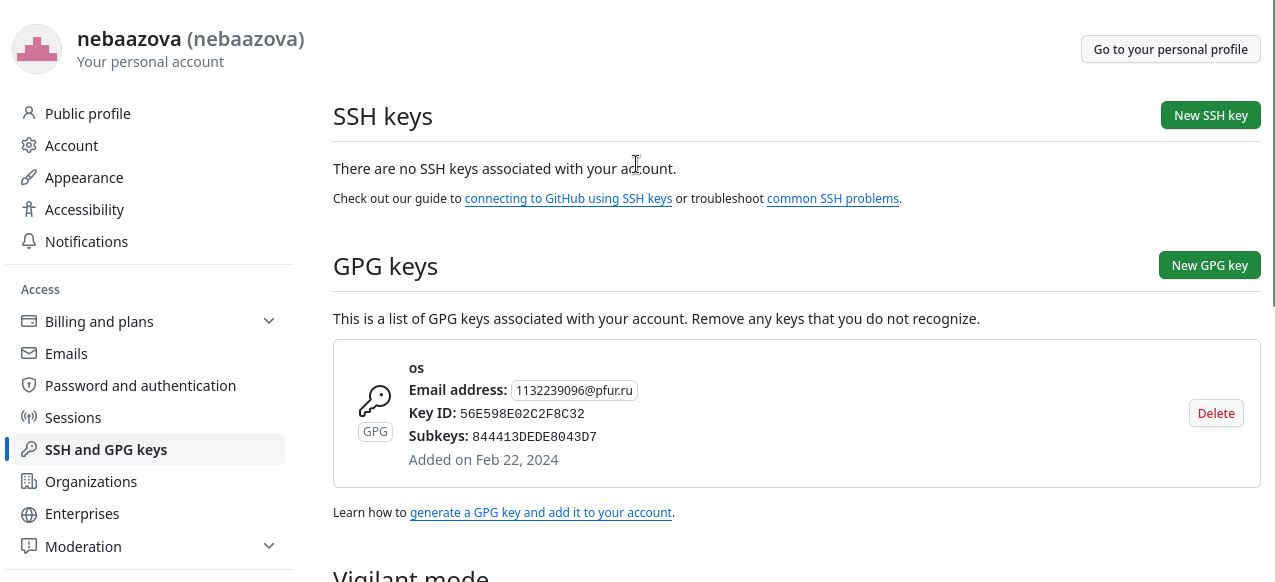 nebaazova (nebaazova)
Your personal account
Go to your personal profile
Public profile
Account
Appearance
Accessibility
Notifications
Access
Billing and plans
Emails
Password and authentication
Sessions
SSH and GPG keys
Organizations
Enterprises
Moderation
SSH keys
New SSH key
There are no SSH keys associated with your account.
Check out our guide to connecting to GitHub using SSH keys or troubleshoot common SSH problems.
GPG keys
New GPG key
This is a list of GPG keys associated with your account. Remove any keys that you do not recognize.
os
Email address: 1132239096@pfur.ru
Key ID: 56E598E02C2F8C32
GPG
Subkeys: 844413DEDE8043D7
Added on Feb 22, 2024
Delete
Learn how to generate a GPG key and add it to your account.
Vigilant mode